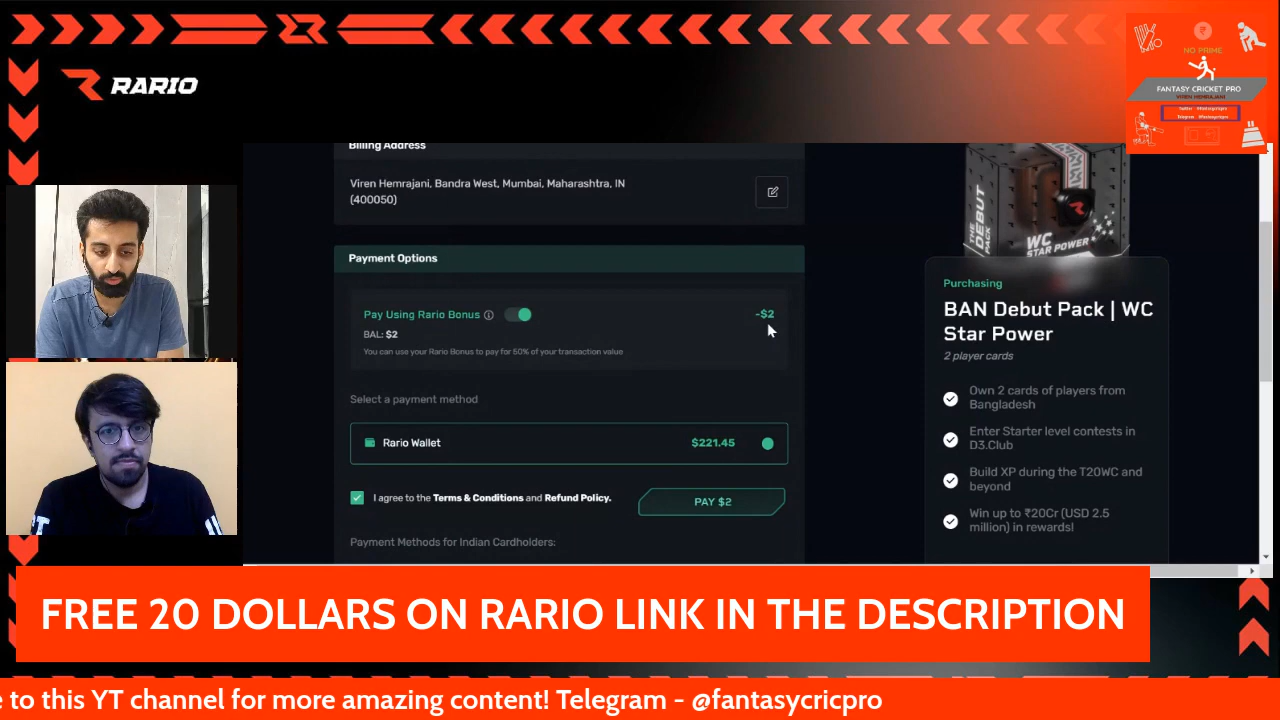 RARIO
NO PRIME
FANTASY CRICKET PRO
VIREN HEMRAJANI
Billing Address
Viren Hemrajani, Bandra West, Mumbai, Maharashtra, IN
(400050)
Payment Options
Pay Using Rario Bonus
-$2
BAL: $2
You can use your Rario Bonus to pay for 50% of your transaction value
Select a payment method
Rario Wallet
$221.45
I agree to the Terms & Conditions and Refund Policy.
PAY $2
Payment Methods for Indian Cardholders:
THE DEBUT PACK
WC
STAR POWER
Purchasing
BAN Debut Pack | WC
Star Power
2 player cards
Own 2 cards of players from
Bangladesh
Enter Starter level contests in
D3.Club
Build XP during the T20WC and
beyond
Win up to ₹20Cr (USD 2.5
million) in rewards!
FREE 20 DOLLARS ON RARIO LINK IN THE DESCRIPTION
e to this YT channel for more amazing content! Telegram - @fantasycricpro